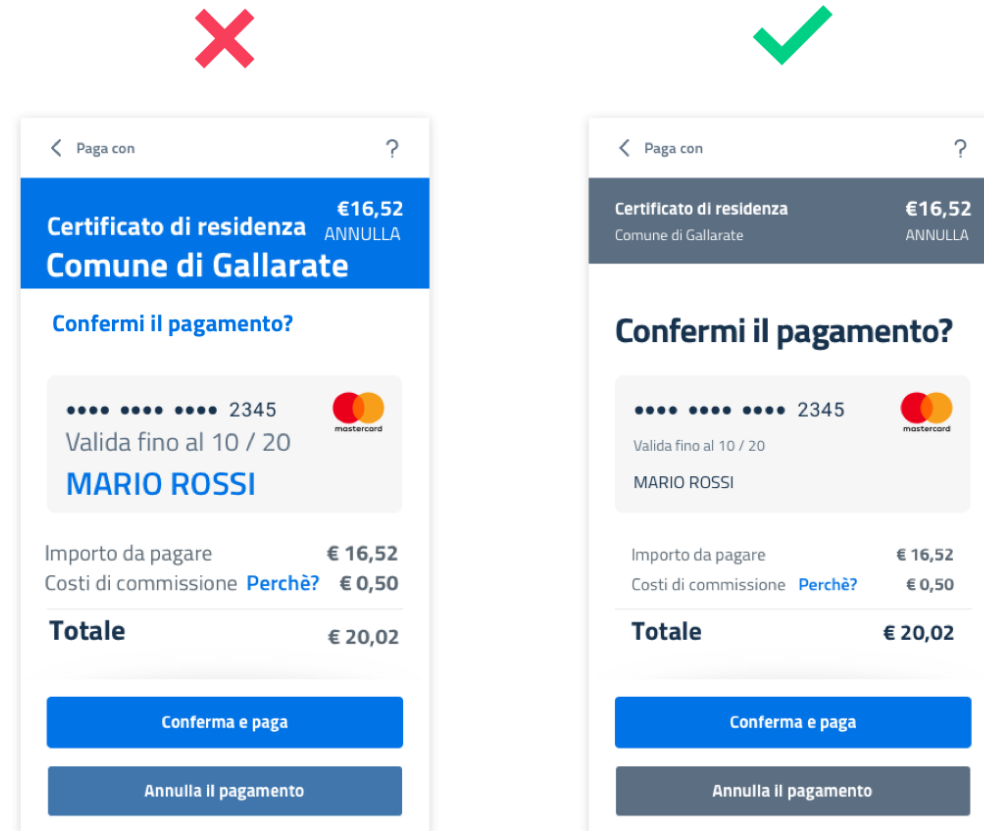 Paga con ?
Certificato di residenza €16,52
Comune di Gallarate ANNULLA
Confermi il pagamento?
•••• •••• •••• 2345
mastercard
Valida fino al 10 / 20
MARIO ROSSI
Importo da pagare € 16,52
Costi di commissione Perchè? € 0,50
Totale € 20,02
Conferma e paga
Annulla il pagamento
Paga con ?
Certificato di residenza €16,52
Comune di Gallarate ANNULLA
Confermi il pagamento?
•••• •••• •••• 2345
mastercard
Valida fino al 10 / 20
MARIO ROSSI
Importo da pagare € 16,52
Costi di commissione Perchè? € 0,50
Totale € 20,02
Conferma e paga
Annulla il pagamento